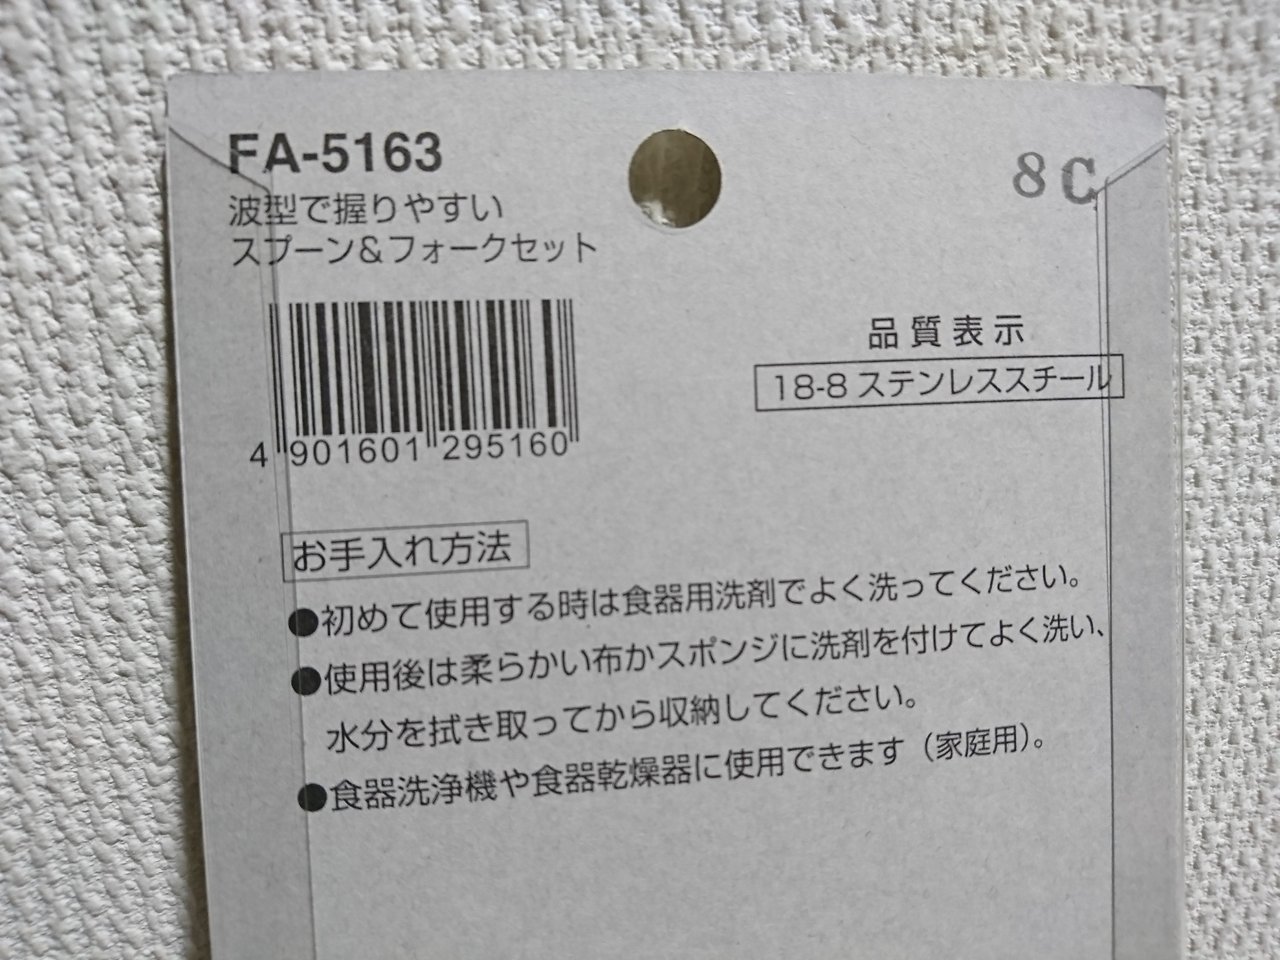 FA-5163
8C
波型で握りやすい
スプーン&フォークセット
4 901601 295160
品質表示
18-8 ステンレススチール
お手入れ方法
●初めて使用する時は食器用洗剤でよく洗ってください。
●使用後は柔らかい布かスポンジに洗剤を付けてよく洗い、
水分を拭き取ってから収納してください。
●食器洗浄機や食器乾燥器に使用できます（家庭用）。